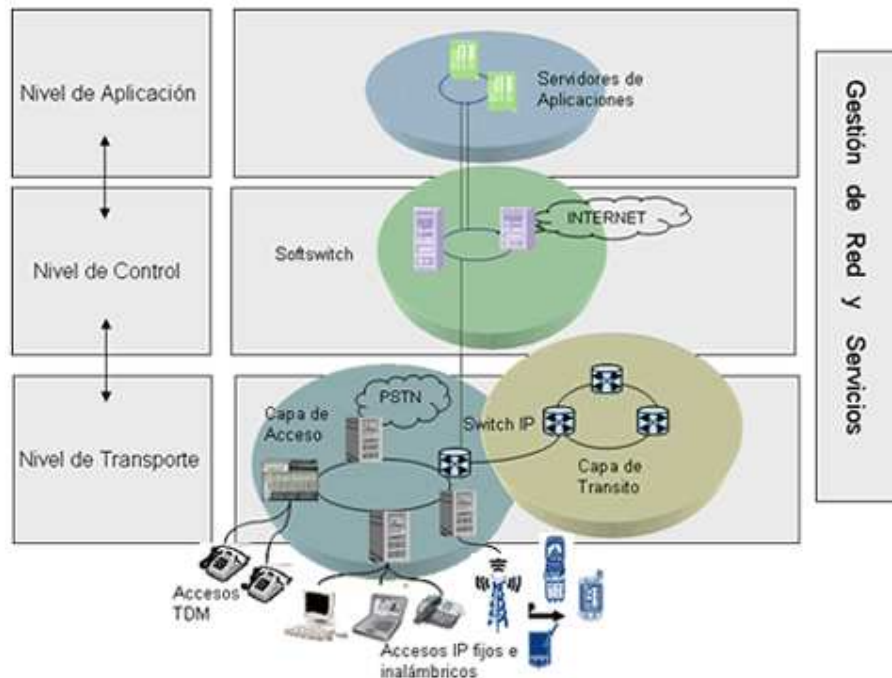 Nivel de Aplicación
Servidores de
Aplicaciones
Nivel de Control
Softswitch
INTERNET
Nivel de Transporte
Capa de
Acceso
PSTN
Switch IP
Capa de
Transito
Accesos
TDM
Accesos IP fijos e
inalámbricos
Gestión de Red y Servicios